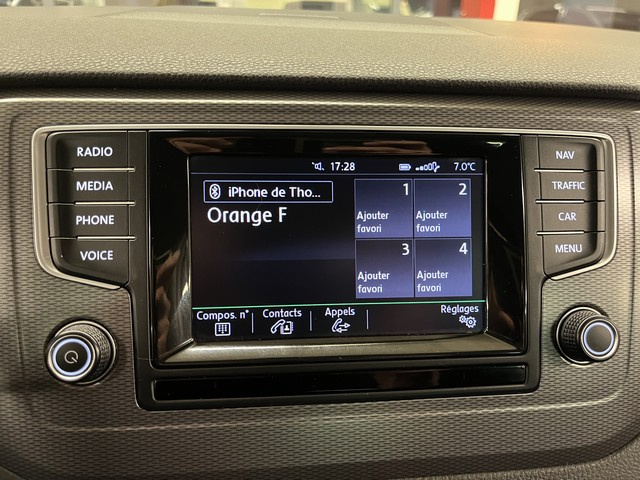 RADIO
MEDIA
PHONE
VOICE
17:28
7.0°C
iPhone de Tho...
Orange F
1
Ajouter
favori
2
Ajouter
favori
3
Ajouter
favori
4
Ajouter
favori
Compos. n°
Contacts
Appels
Réglages
NAV
TRAFFIC
CAR
MENU